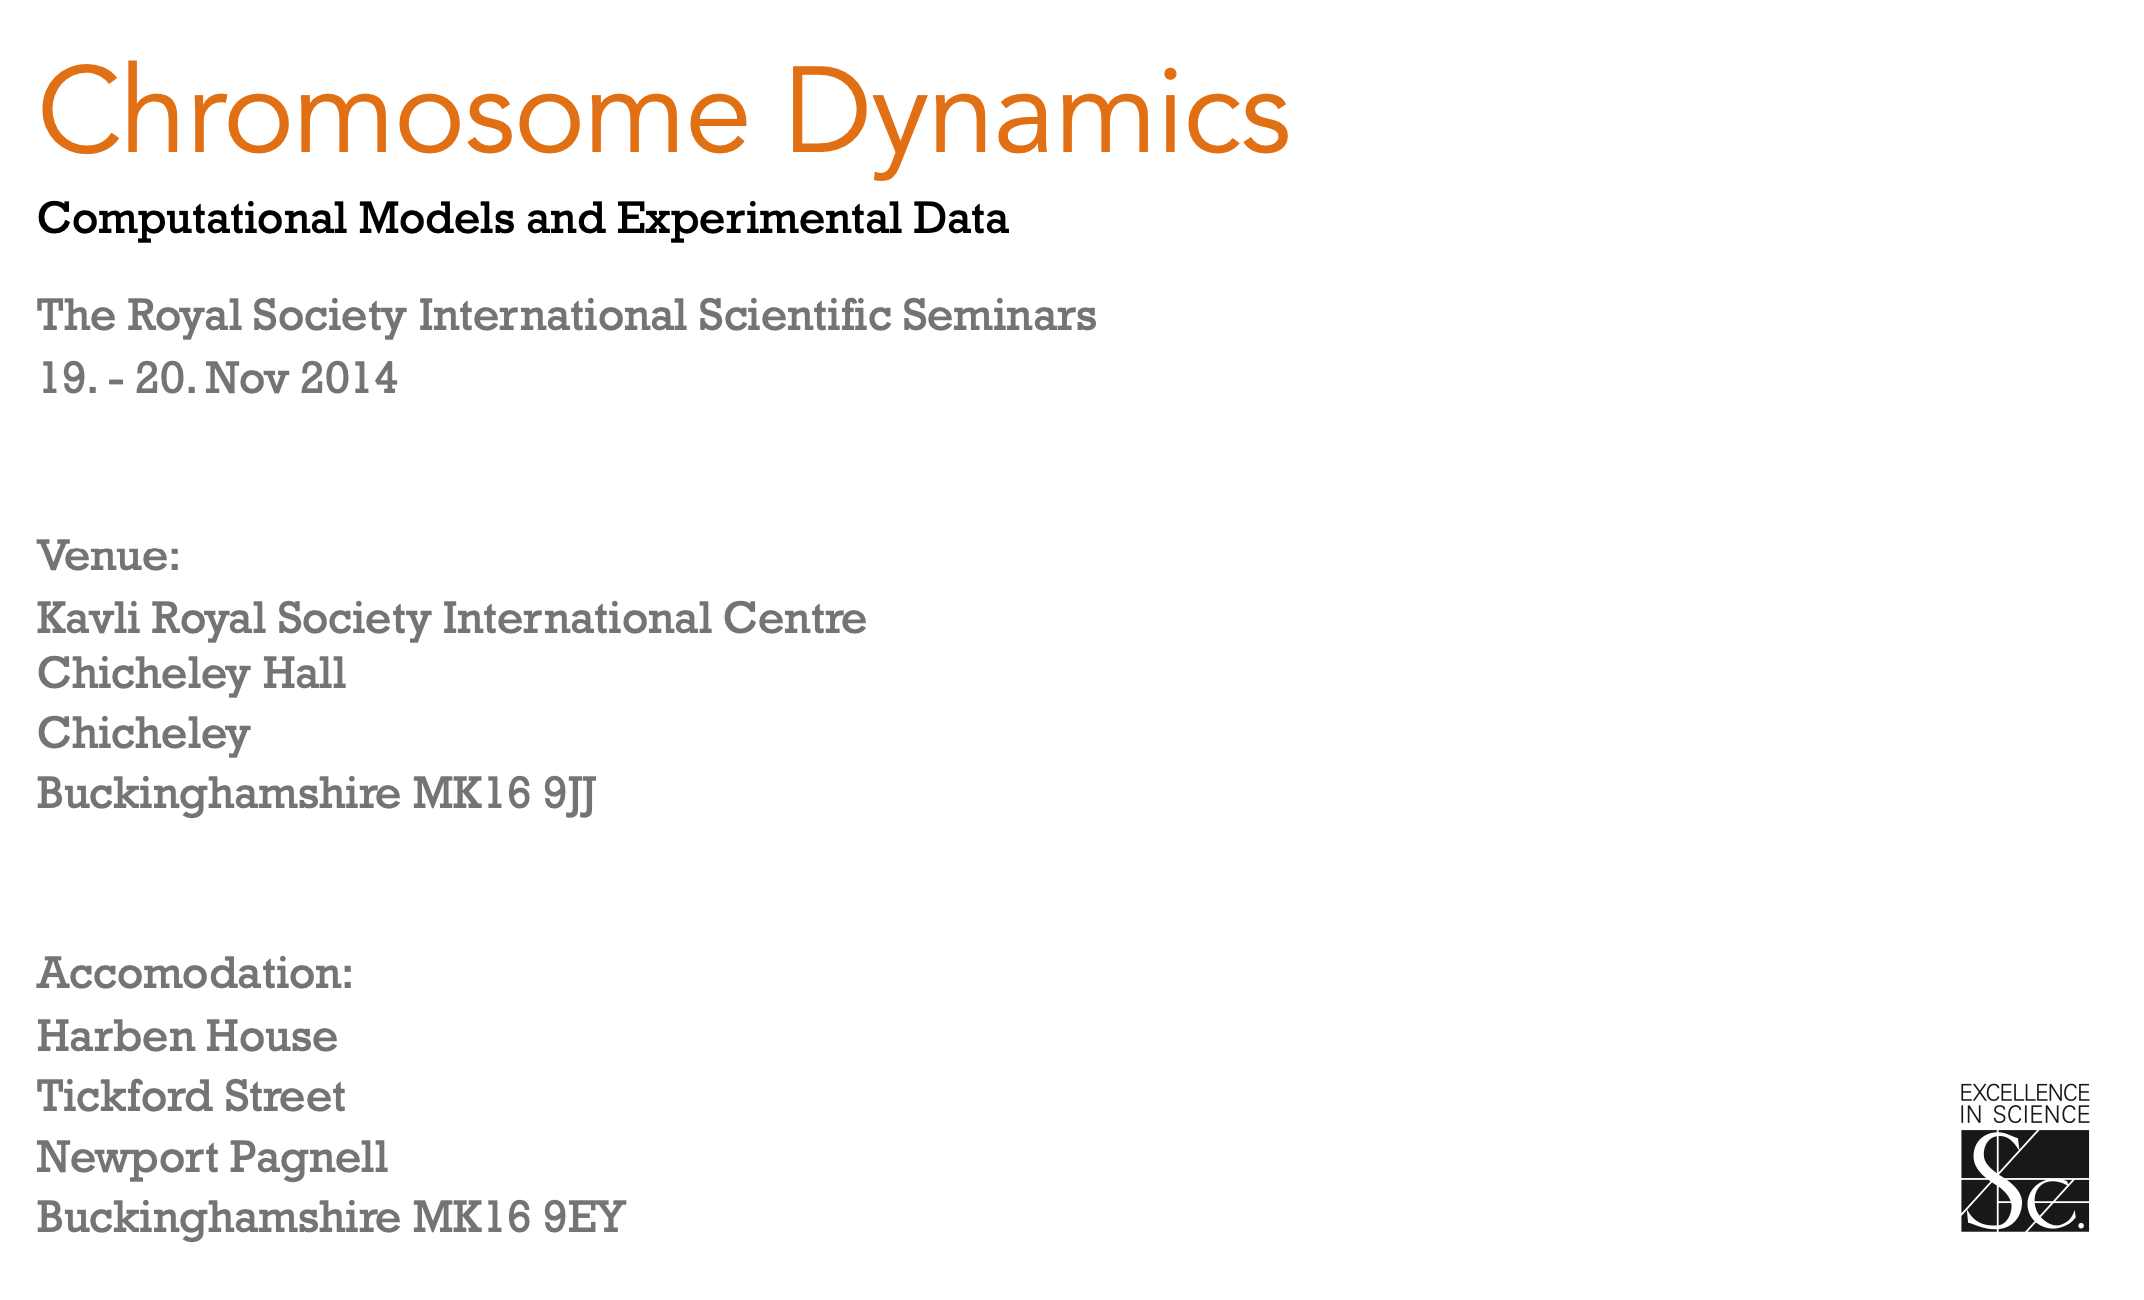 Chromosome Dynamics
Computational Models and Experimental Data
The Royal Society International Scientific Seminars
19. - 20. Nov 2014
Venue:
Kavli Royal Society International Centre
Chicheley Hall
Chicheley
Buckinghamshire MK16 9JJ
Accomodation:
Harben House
Tickford Street
Newport Pagnell
Buckinghamshire MK16 9EY
EXCELLENCE
IN SCIENCE
Sc.